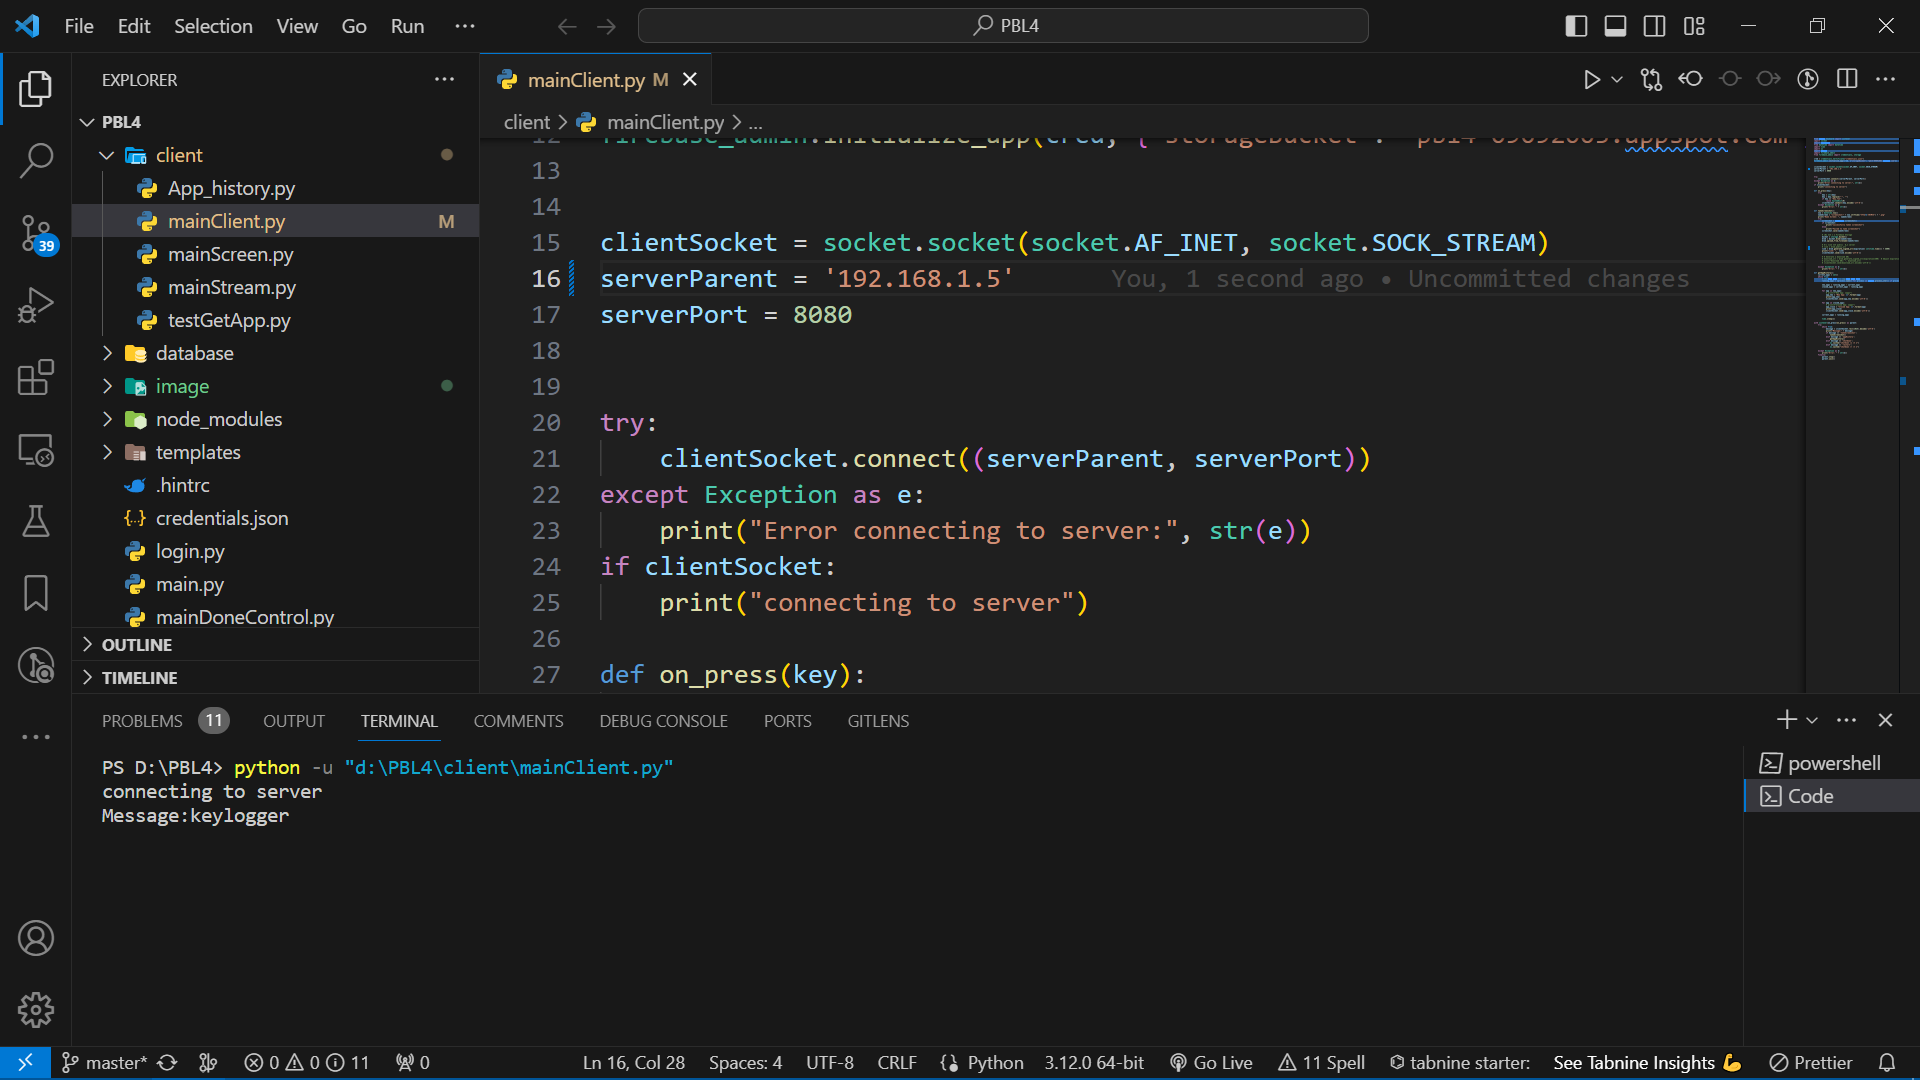 File Edit Selection View Go Run ···
PBL4
EXPLORER ···
PBL4
client
App_history.py
mainClient.py M
mainScreen.py
mainStream.py
testGetApp.py
database
image
node_modules
templates
.hintrc
credentials.json
login.py
main.py
mainDoneControl.py
OUTLINE
TIMELINE
39
mainClient.py M
client > mainClient.py > ...
13
14
15 clientSocket = socket.socket(socket.AF_INET, socket.SOCK_STREAM)
16 serverParent = '192.168.1.5' You, 1 second ago • Uncommitted changes
17 serverPort = 8080
18
19
20 try:
21 clientSocket.connect((serverParent, serverPort))
22 except Exception as e:
23 print("Error connecting to server:", str(e))
24 if clientSocket:
25 print("connecting to server")
26
27 def on_press(key):
PROBLEMS 11 OUTPUT TERMINAL COMMENTS DEBUG CONSOLE PORTS GITLENS
PS D:\PBL4> python -u "d:\PBL4\client\mainClient.py"
connecting to server
Message:keylogger
powershell
Code
master* 0 0 11 0 Ln 16, Col 28 Spaces: 4 UTF-8 CRLF Python 3.12.0 64-bit Go Live 11 Spell tabnine starter: See Tabnine Insights 💪 Prettier